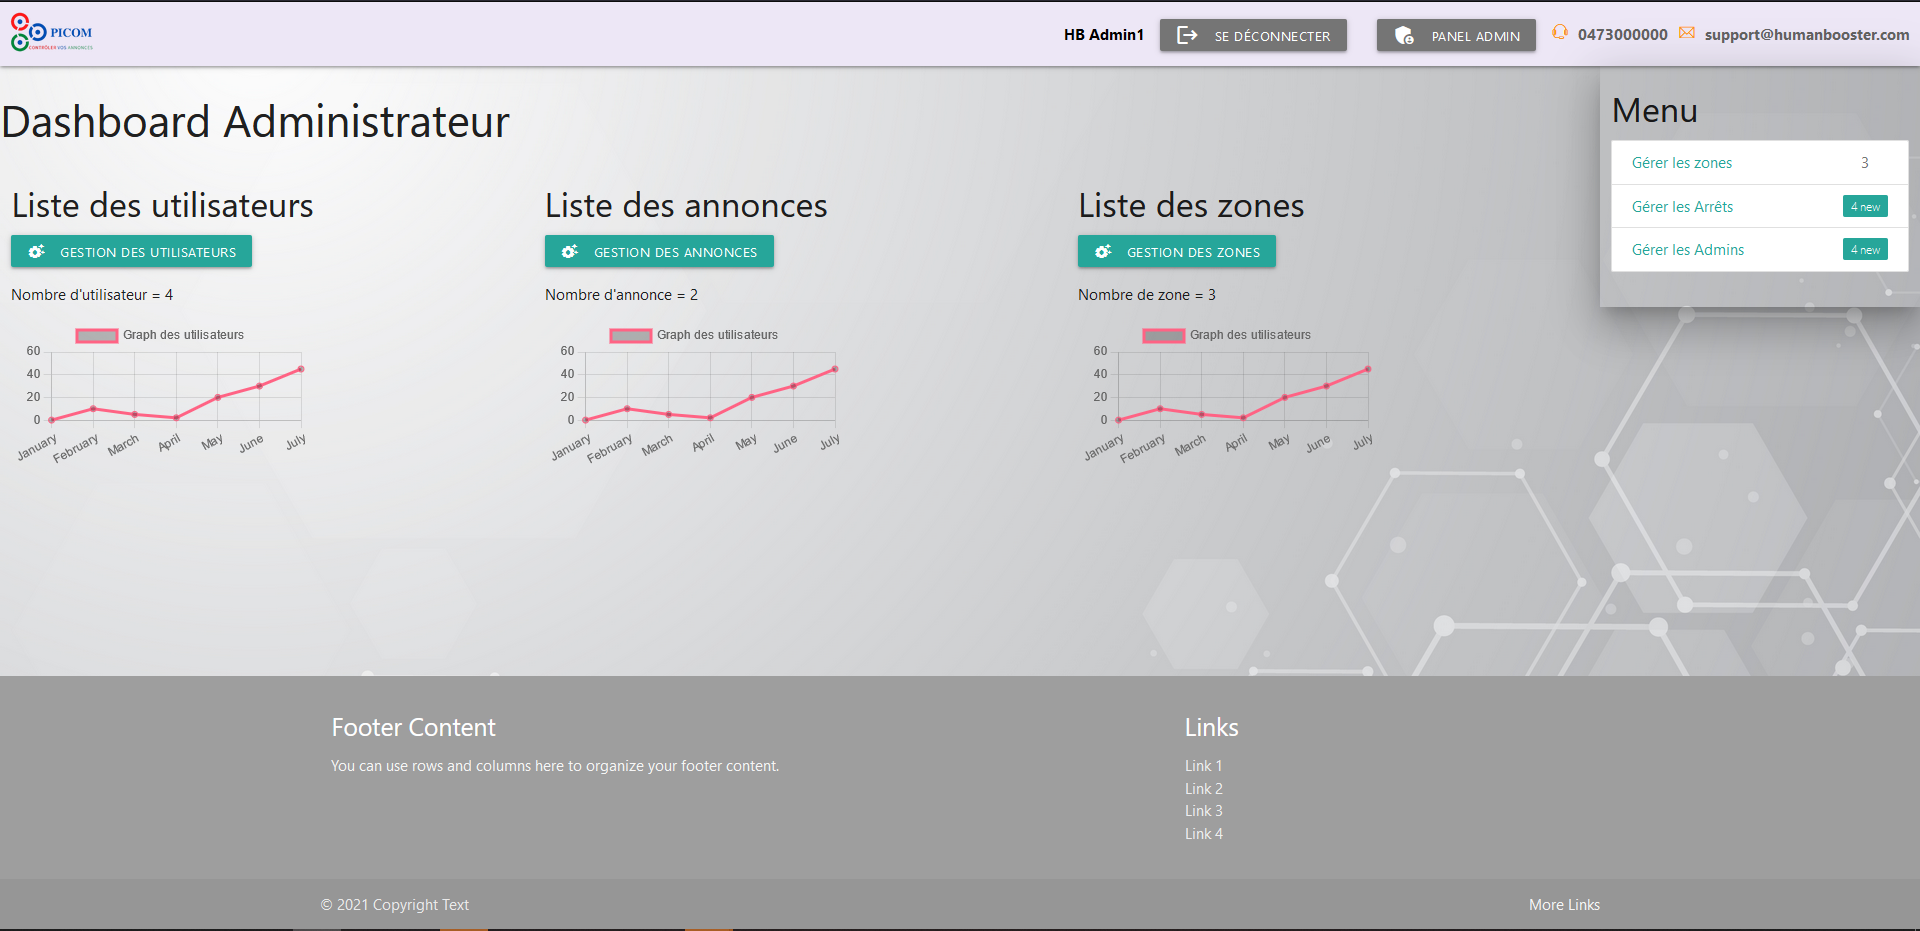 PICOM
CONTRÔLER VOS ANNONCES
HB Admin1
SE DÉCONNECTER
PANEL ADMIN
0473000000
support@humanbooster.com
Dashboard Administrateur
Menu
Gérer les zones 3
Gérer les Arrêts 4 new
Gérer les Admins 4 new
Liste des utilisateurs
GESTION DES UTILISATEURS
Nombre d'utilisateur = 4
Graph des utilisateurs
60
40
20
0
January February March April May June July
Liste des annonces
GESTION DES ANNONCES
Nombre d'annonce = 2
Graph des utilisateurs
60
40
20
0
January February March April May June July
Liste des zones
GESTION DES ZONES
Nombre de zone = 3
Graph des utilisateurs
60
40
20
0
January February March April May June July
Footer Content
You can use rows and columns here to organize your footer content.
Links
Link 1
Link 2
Link 3
Link 4
© 2021 Copyright Text
More Links